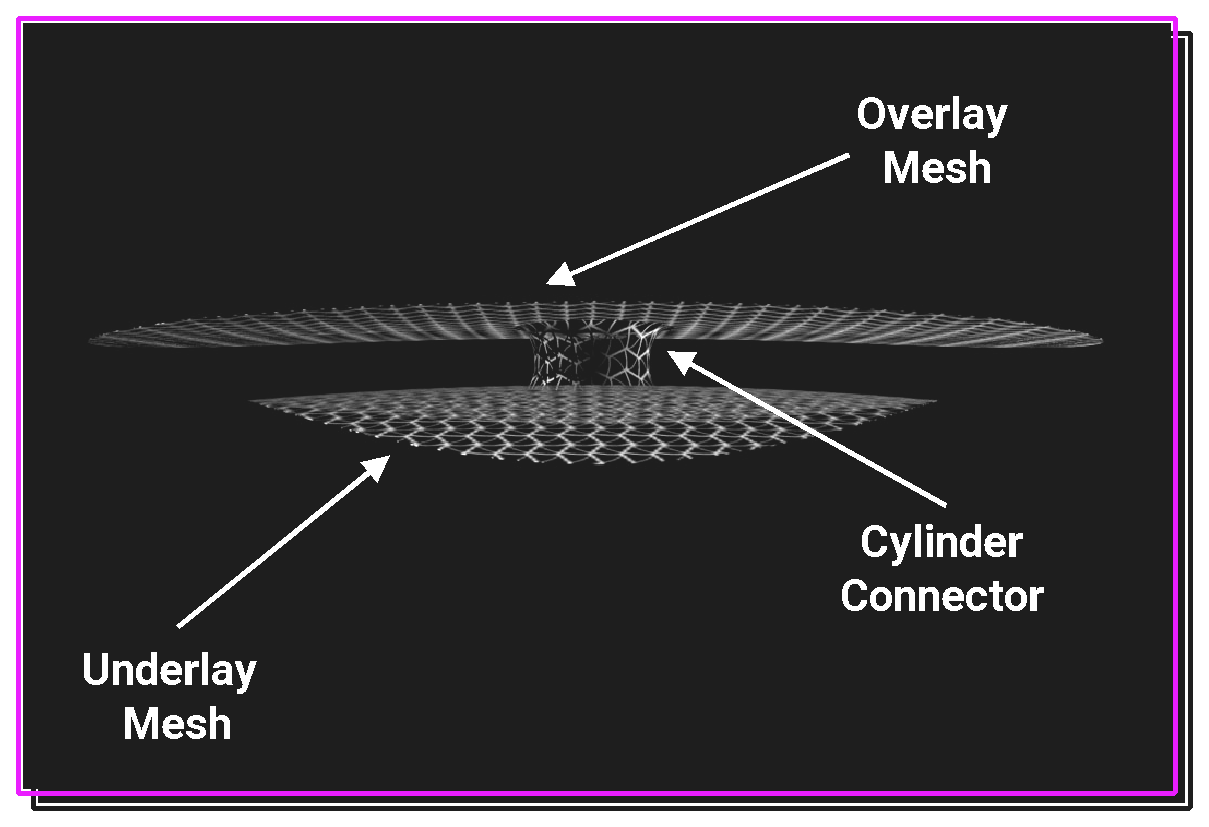 Overlay
Mesh
Cylinder
Connector
Underlay
Mesh